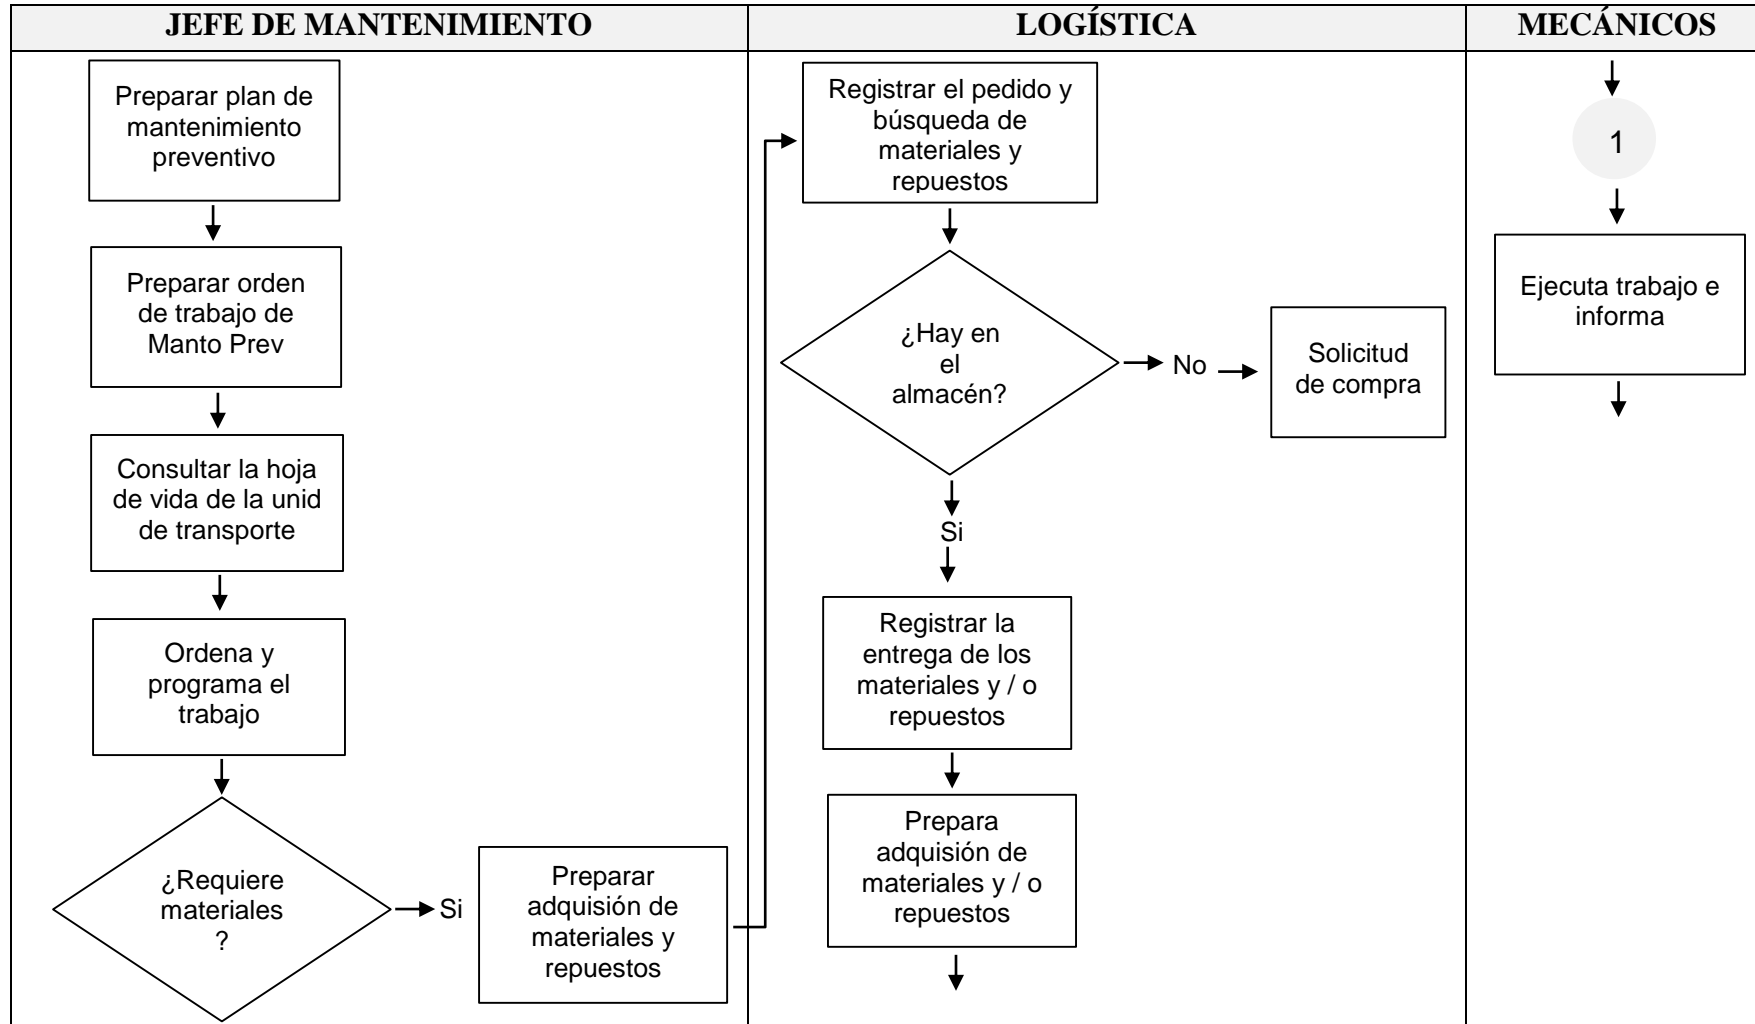 JEFE DE MANTENIMIENTO
LOGÍSTICA
MECÁNICOS
Preparar plan de
mantenimiento
preventivo
Preparar orden
de trabajo de
Manto Prev
Consultar la hoja
de vida de la unid
de transporte
Ordena y
programa el
trabajo
¿Requiere
materiales
?
Si
Preparar
adquisión de
materiales y
repuestos
Registrar el pedido y
búsqueda de
materiales y
repuestos
¿Hay en
el
almacén?
No
Solicitud
de compra
Si
Registrar la
entrega de los
materiales y / o
repuestos
Prepara
adquisión de
materiales y / o
repuestos
1
Ejecuta trabajo e
informa